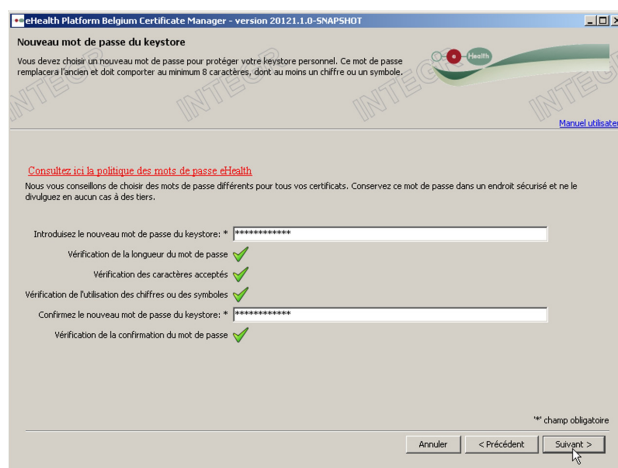 eHealth Platform Belgium Certificate Manager - version 20121.1.0-SNAPSHOT
Nouveau mot de passe du keystore
Vous devez choisir un nouveau mot de passe pour protéger votre keystore personnel. Ce mot de passe
remplacera l'ancien et doit comporter au minimum 8 caractères, dont au moins un chiffre ou un symbole.
Health
INTEGR
INTEGR
INTEGR
INTEGR
Manuel utilisate
Consultez ici la politique des mots de passe eHealth
Nous vous conseillons de choisir des mots de passe différents pour tous vos certificats. Conservez ce mot de passe dans un endroit sécurisé et ne le
divulguez en aucun cas à des tiers.
Introduisez le nouveau mot de passe du keystore: * ************
Vérification de la longueur du mot de passe
Vérification des caractères acceptés
Vérification de l'utilisation des chiffres ou des symboles
Confirmez le nouveau mot de passe du keystore: * ************
Vérification de la confirmation du mot de passe
'*' champ obligatoire
Annuler
< Précédent
Suivant >